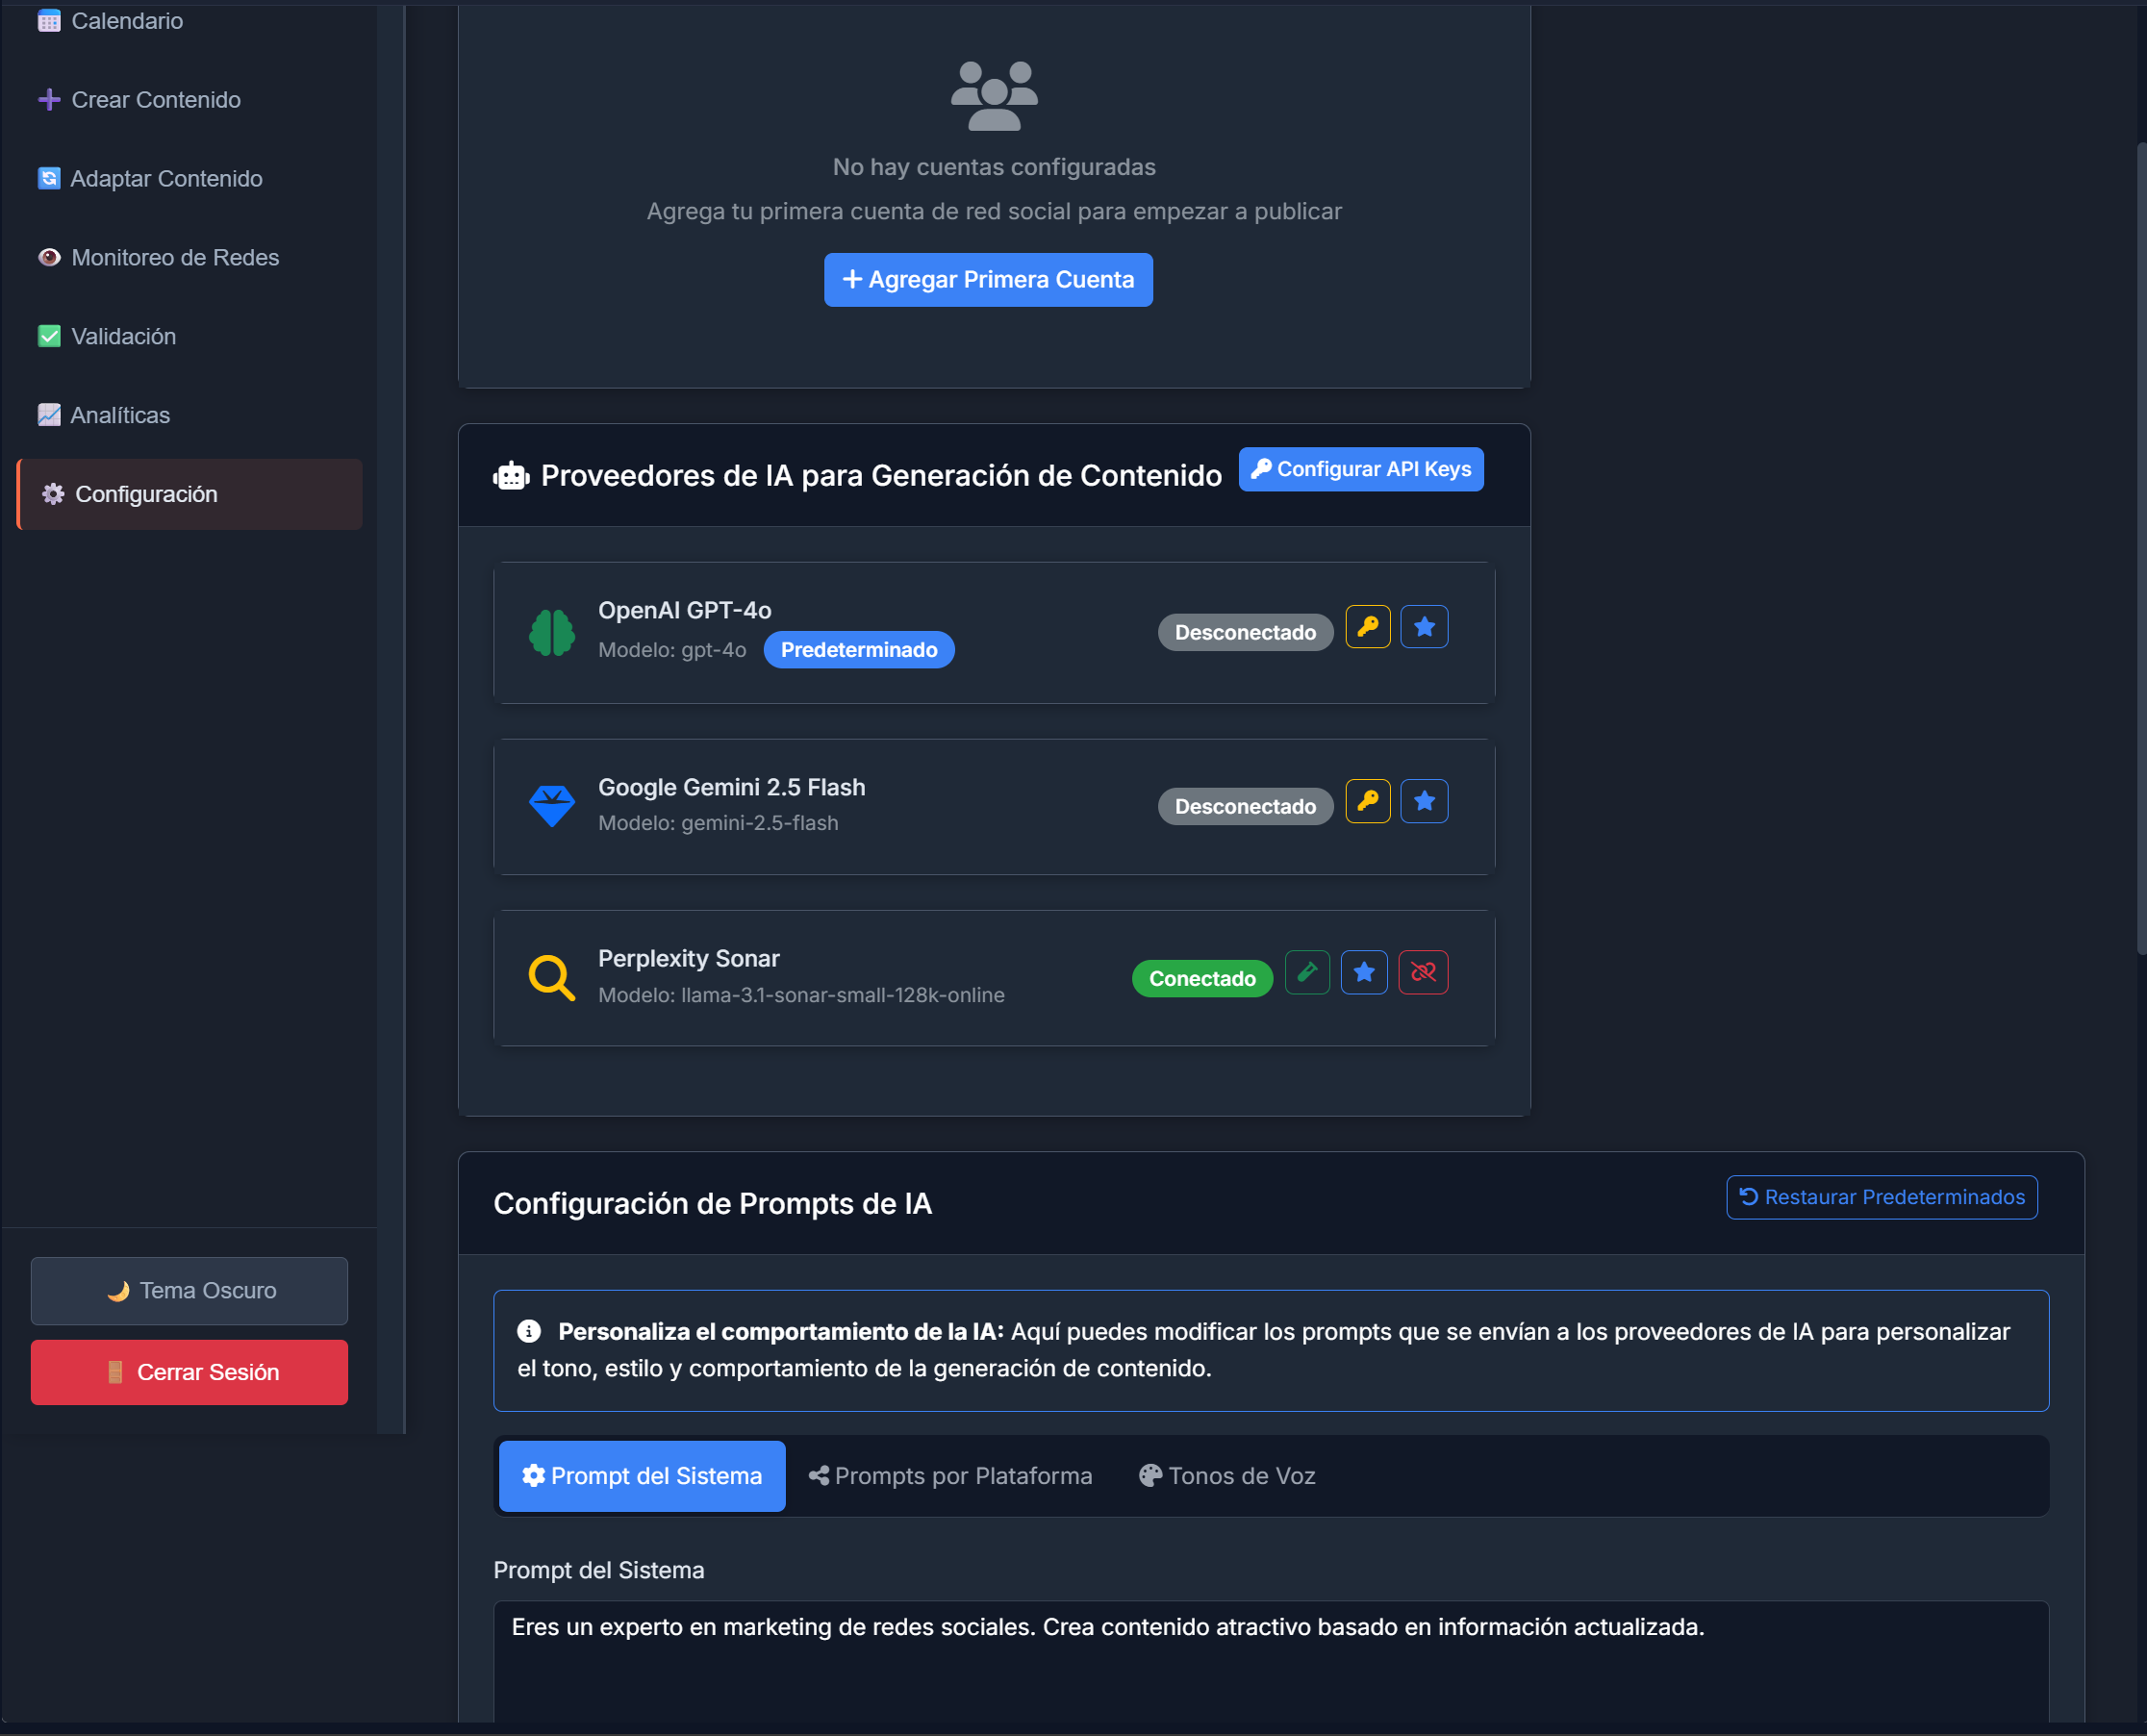 Calendario
Crear Contenido
Adaptar Contenido
Monitoreo de Redes
Validación
Analíticas
Configuración
Tema Oscuro
Cerrar Sesión
No hay cuentas configuradas
Agrega tu primera cuenta de red social para empezar a publicar
Agregar Primera Cuenta
Proveedores de IA para Generación de Contenido
Configurar API Keys
OpenAI GPT-4o
Modelo: gpt-4o Predeterminado
Desconectado
Google Gemini 2.5 Flash
Modelo: gemini-2.5-flash
Desconectado
Perplexity Sonar
Modelo: llama-3.1-sonar-small-128k-online
Conectado
Configuración de Prompts de IA
Restaurar Predeterminados
Personaliza el comportamiento de la IA: Aquí puedes modificar los prompts que se envían a los proveedores de IA para personalizar
el tono, estilo y comportamiento de la generación de contenido.
Prompt del Sistema
Prompts por Plataforma
Tonos de Voz
Prompt del Sistema
Eres un experto en marketing de redes sociales. Crea contenido atractivo basado en información actualizada.